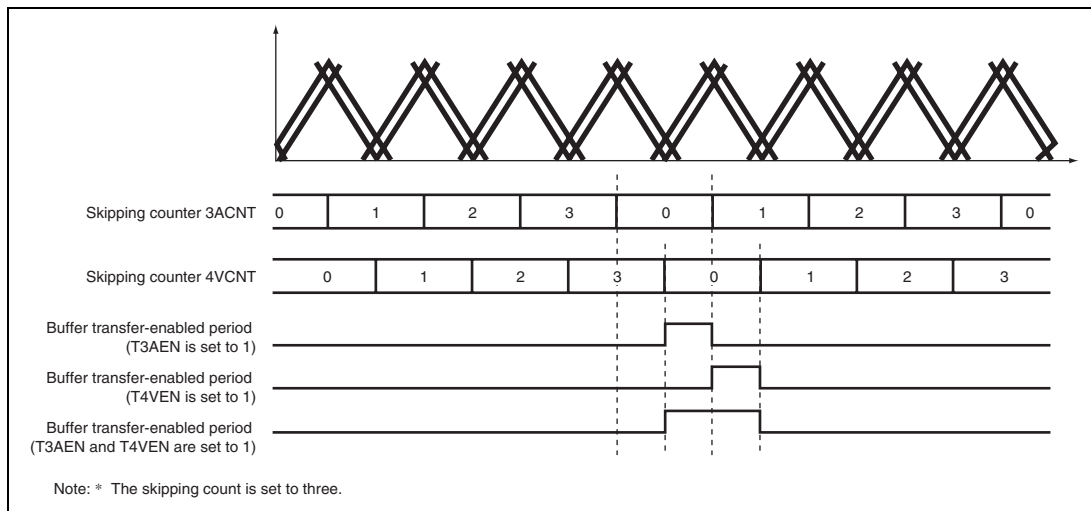 Skipping counter 3ACNT 0 1 2 3 0 1 2 3 0
Skipping counter 4VCNT 0 1 2 3 0 1 2 3
Buffer transfer-enabled period
(T3AEN is set to 1)
Buffer transfer-enabled period
(T4VEN is set to 1)
Buffer transfer-enabled period
(T3AEN and T4VEN are set to 1)
Note: * The skipping count is set to three.